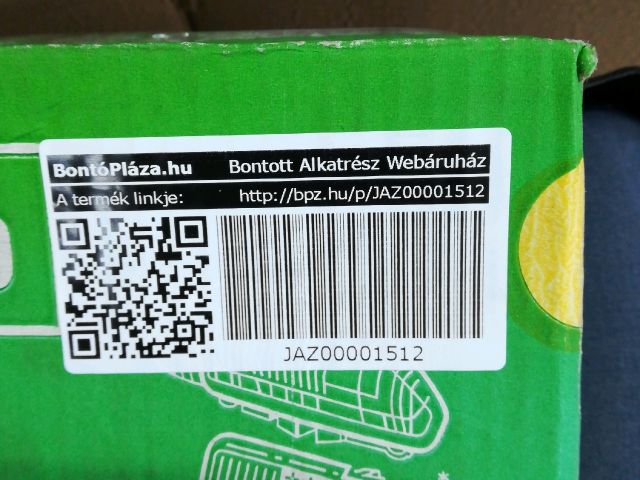 BontóPláza.hu Bontott Alkatrész Webáruház
A termék linkje: http://bpz.hu/p/JAZ00001512
JAZ00001512